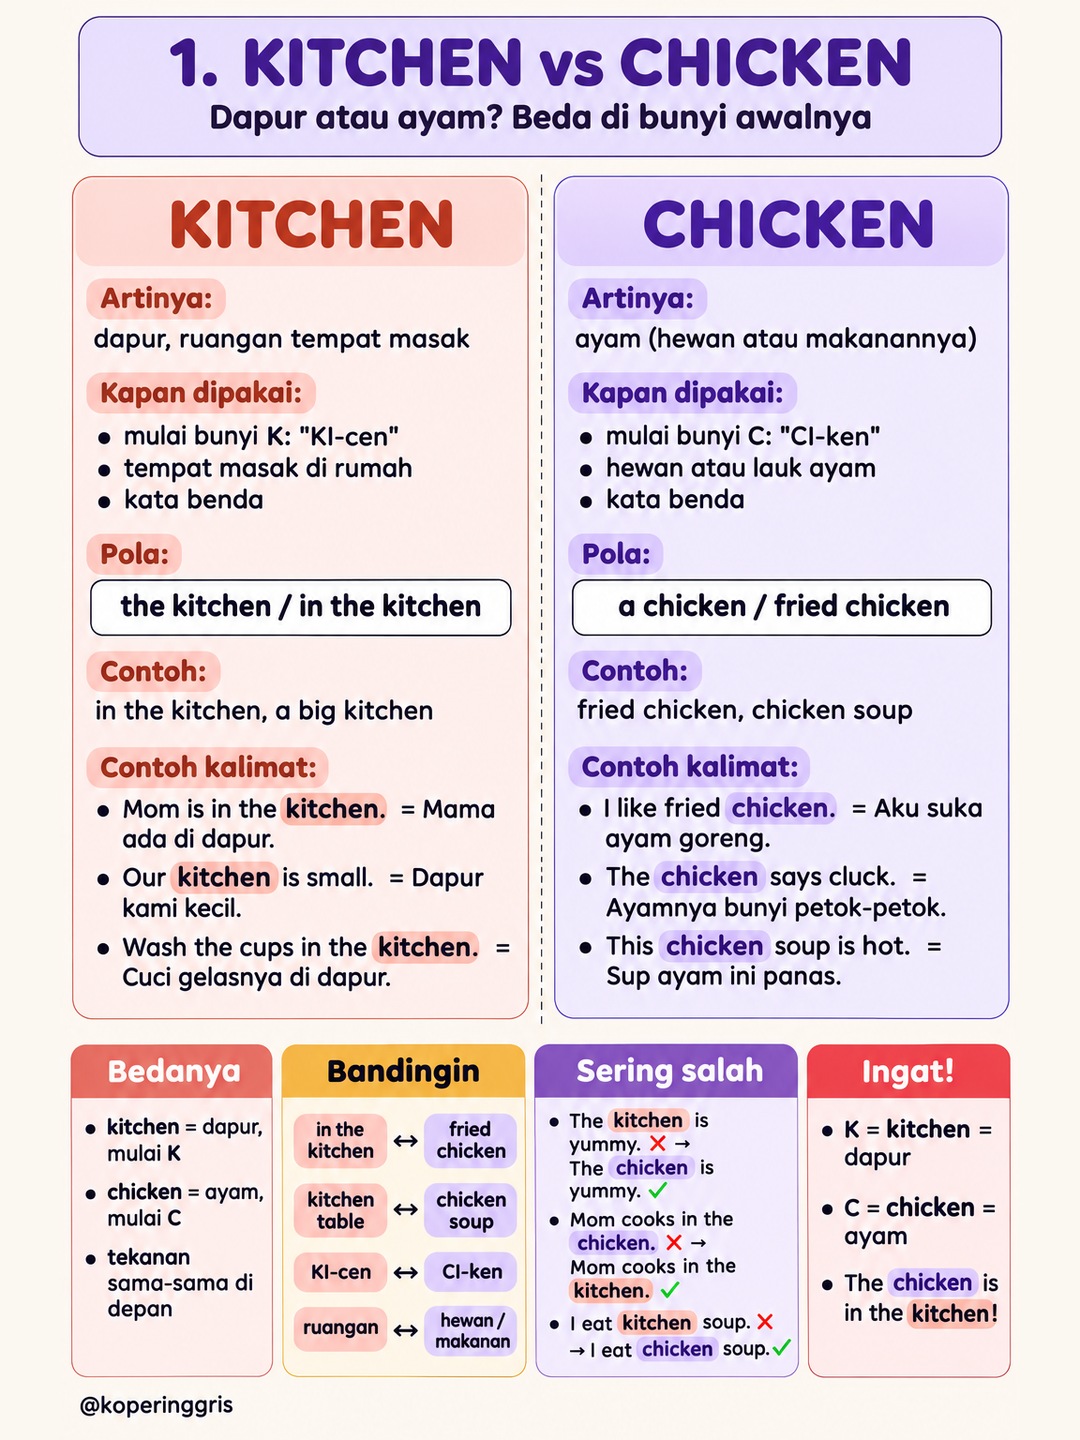 1. KITCHEN vs CHICKEN
Dapur atau ayam? Beda di bunyi awalnya
KITCHEN
Artinya:
dapur, ruangan tempat masak
Kapan dipakai:
• mulai bunyi K: "KI-cen"
• tempat masak di rumah
• kata benda
Pola:
the kitchen / in the kitchen
Contoh:
in the kitchen, a big kitchen
Contoh kalimat:
• Mom is in the kitchen. = Mama
ada di dapur.
• Our kitchen is small. = Dapur
kami kecil.
• Wash the cups in the kitchen. =
Cuci gelasnya di dapur.
CHICKEN
Artinya:
ayam (hewan atau makanannya)
Kapan dipakai:
• mulai bunyi C: "CI-ken"
• hewan atau lauk ayam
• kata benda
Pola:
a chicken / fried chicken
Contoh:
fried chicken, chicken soup
Contoh kalimat:
• I like fried chicken. = Aku suka
ayam goreng.
• The chicken says cluck. =
Ayamnya bunyi petok-petok.
• This chicken soup is hot. =
Sup ayam ini panas.
Bedanya
• kitchen = dapur,
mulai K
• chicken = ayam,
mulai C
• tekanan
sama-sama di
depan
Bandingin
in the
kitchen
↔
fried
chicken
kitchen
table
↔
chicken
soup
KI-cen ↔ CI-ken
ruangan ↔
hewan /
makanan
Sering salah
• The kitchen is
yummy. ❌ →
The chicken is
yummy. ✓
• Mom cooks in the
chicken. ❌ →
Mom cooks in the
kitchen. ✓
• I eat kitchen soup. ❌
→ I eat chicken soup. ✓
Ingat!
• K = kitchen =
dapur
• C = chicken =
ayam
• The chicken is
in the kitchen!
@koperinggris